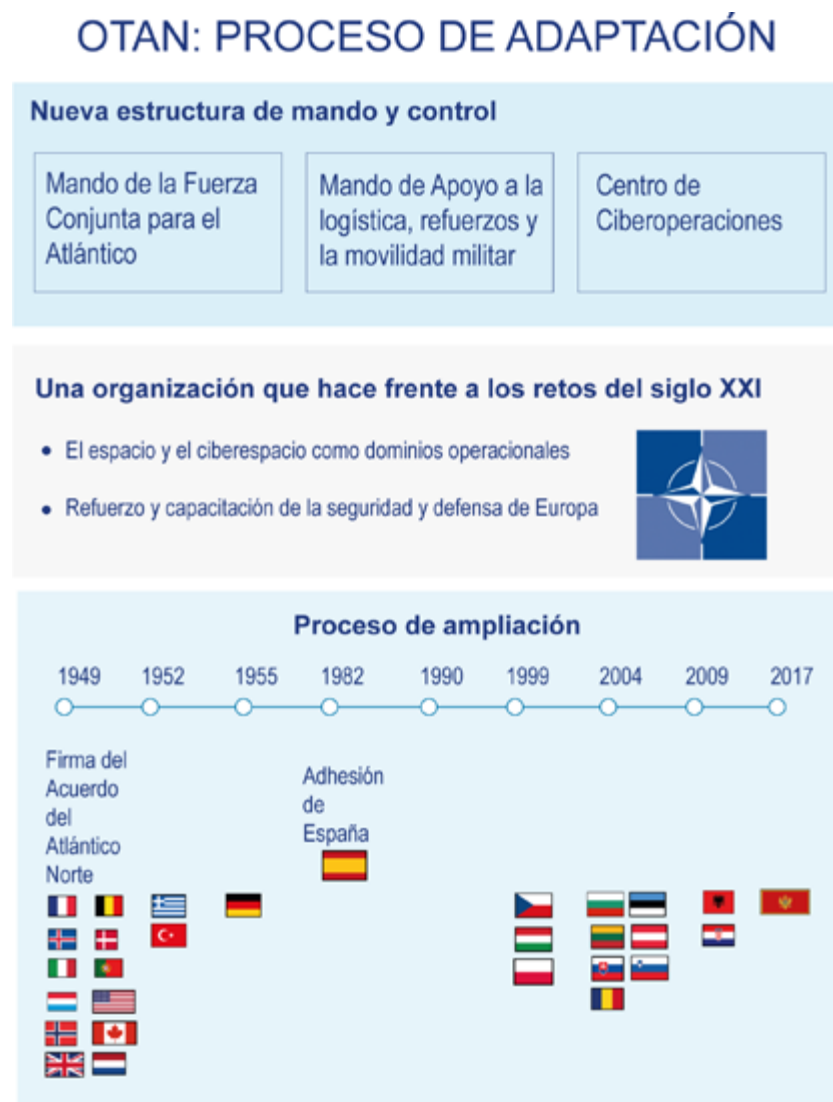 OTAN: PROCESO DE ADAPTACIÓN
Nueva estructura de mando y control
Mando de la Fuerza
Conjunta para el
Atlántico
Mando de Apoyo a la
logística, refuerzos y
la movilidad militar
Centro de
Ciberoperaciones
Una organización que hace frente a los retos del siglo XXI
• El espacio y el ciberespacio como dominios operacionales
• Refuerzo y capacitación de la seguridad y defensa de Europa
Proceso de ampliación
1949 1952 1955 1982 1990 1999 2004 2009 2017
Firma del
Acuerdo
del
Atlántico
Norte
Adhesión
de
España